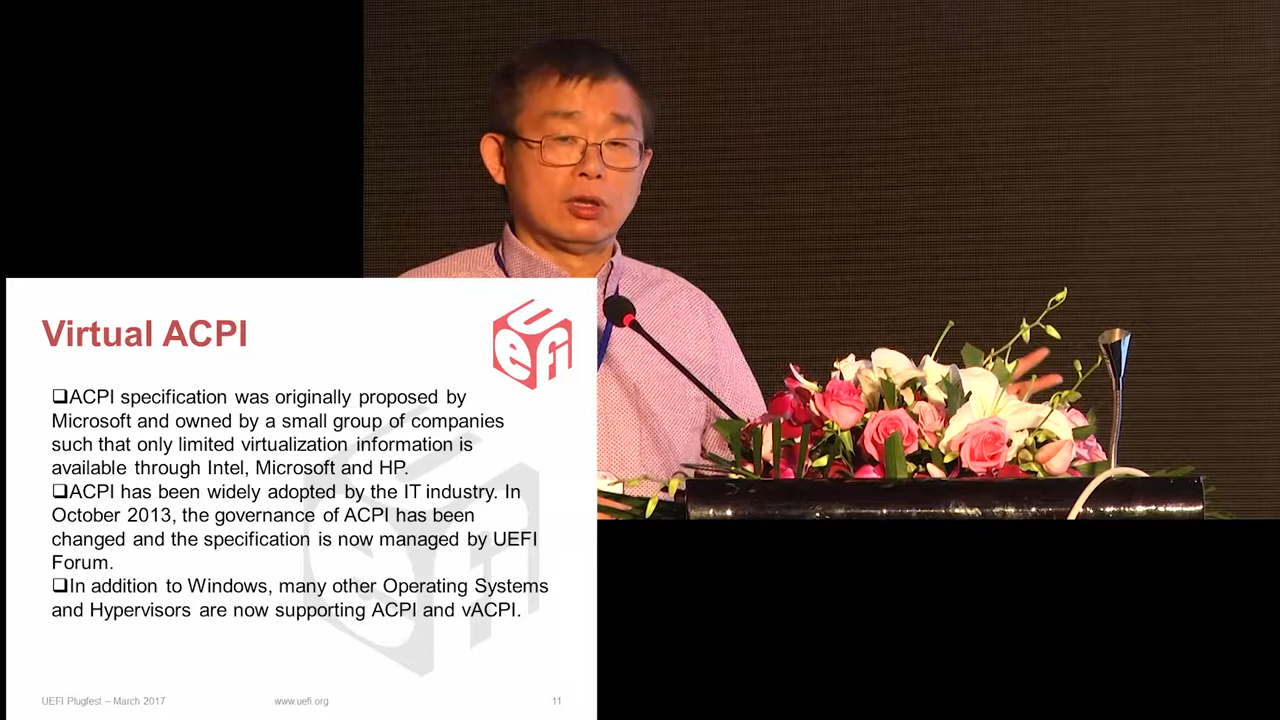 Virtual ACPI
uefi
❑ACPI specification was originally proposed by
Microsoft and owned by a small group of companies
such that only limited virtualization information is
available through Intel, Microsoft and HP.
❑ACPI has been widely adopted by the IT industry. In
October 2013, the governance of ACPI has been
changed and the specification is now managed by UEFI
Forum.
❑In addition to Windows, many other Operating Systems
and Hypervisors are now supporting ACPI and vACPI.
UEFI Plugfest – March 2017
www.uefi.org
11